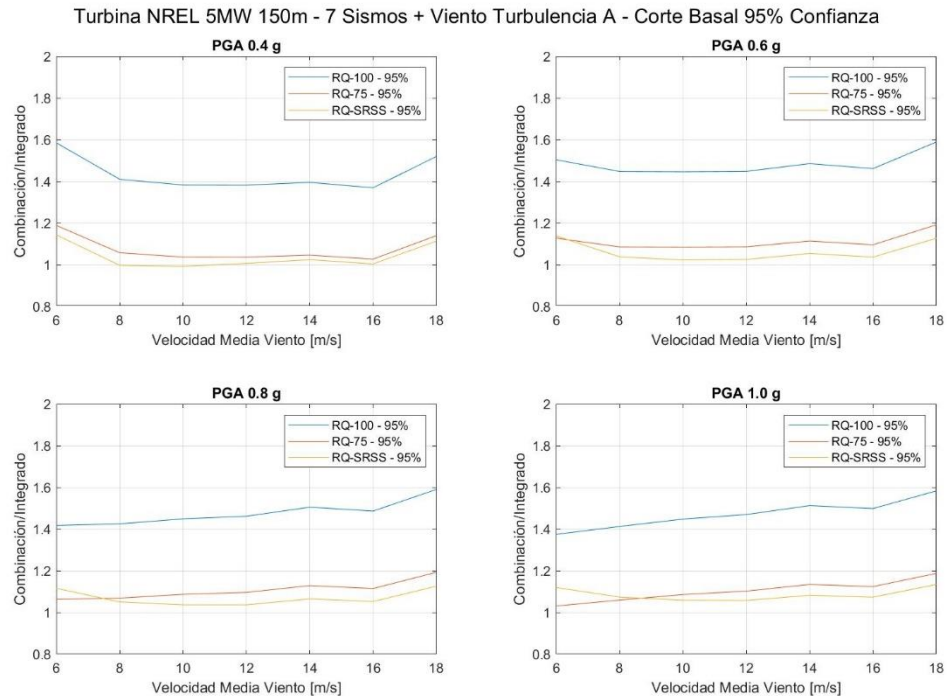 Turbina NREL 5MW 150m - 7 Sismos + Viento Turbulencia A - Corte Basal 95% Confianza
PGA 0.4 g
2
1.8
1.6
1.4
1.2
1
0.8
Combinación/Integrado
RQ-100 - 95%
RQ-75 - 95%
RQ-SRSS - 95%
6 8 10 12 14 16 18
Velocidad Media Viento [m/s]
PGA 0.6 g
2
1.8
1.6
1.4
1.2
1
0.8
Combinación/Integrado
RQ-100 - 95%
RQ-75 - 95%
RQ-SRSS - 95%
6 8 10 12 14 16 18
Velocidad Media Viento [m/s]
PGA 0.8 g
2
1.8
1.6
1.4
1.2
1
0.8
Combinación/Integrado
RQ-100 - 95%
RQ-75 - 95%
RQ-SRSS - 95%
6 8 10 12 14 16 18
Velocidad Media Viento [m/s]
PGA 1.0 g
2
1.8
1.6
1.4
1.2
1
0.8
Combinación/Integrado
RQ-100 - 95%
RQ-75 - 95%
RQ-SRSS - 95%
6 8 10 12 14 16 18
Velocidad Media Viento [m/s]